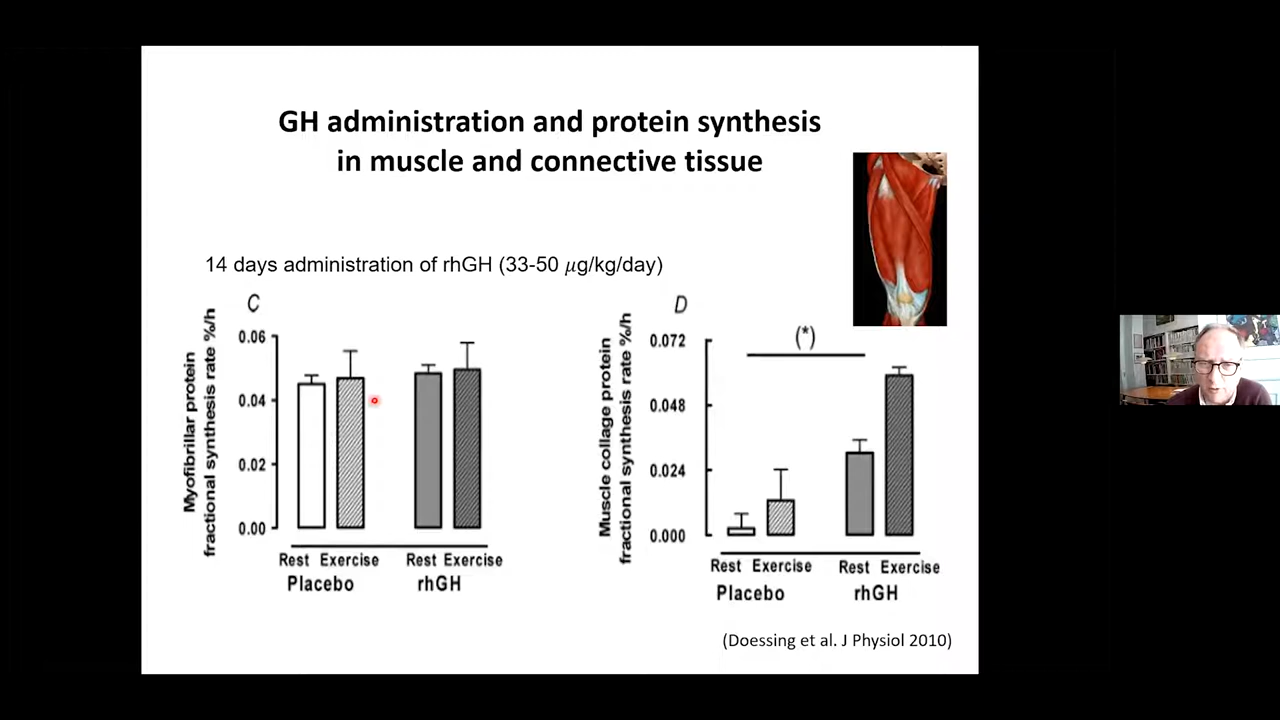 GH administration and protein synthesis
in muscle and connective tissue
14 days administration of rhGH (33-50 μg/kg/day)
C
Myofibrillar protein
fractional synthesis rate %/h
0.06
0.04
0.02
0.00
Rest Exercise
Rest Exercise
Placebo
rhGH
D
Muscle collage protein
fractional synthesis rate %/h
(*)
0.072
0.048
0.024
0.000
Rest Exercise
Rest Exercise
Placebo
rhGH
(Doessing et al. J Physiol 2010)